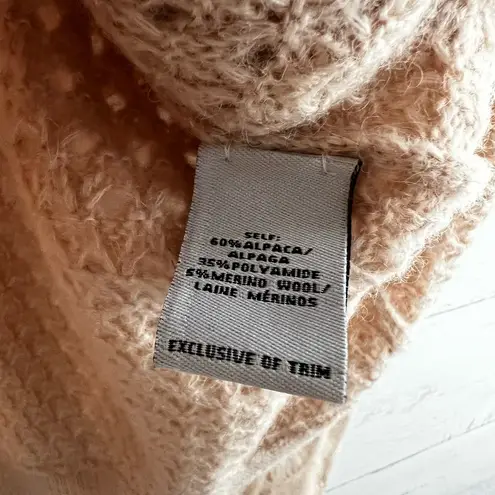 SELF:
60%ALPACA/
ALPAGA
35%POLYAMIDE
5%MERINO WOOL/
LAINE MÉRINOS
EXCLUSIVE OF TRIM